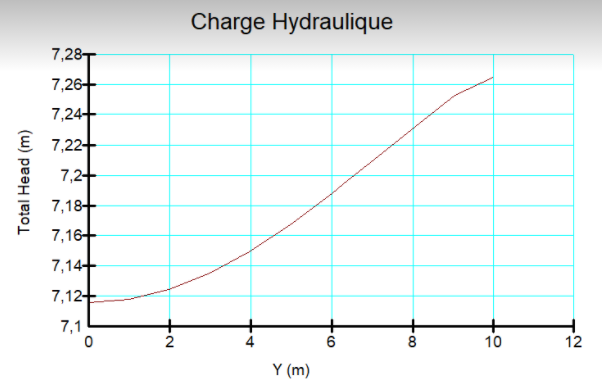 Charge Hydraulique
7,28
7,26
7,24
7,22
7,2
7,18
7,16
7,14
7,12
7,1
Total Head (m)
0 2 4 6 8 10 12
Y (m)